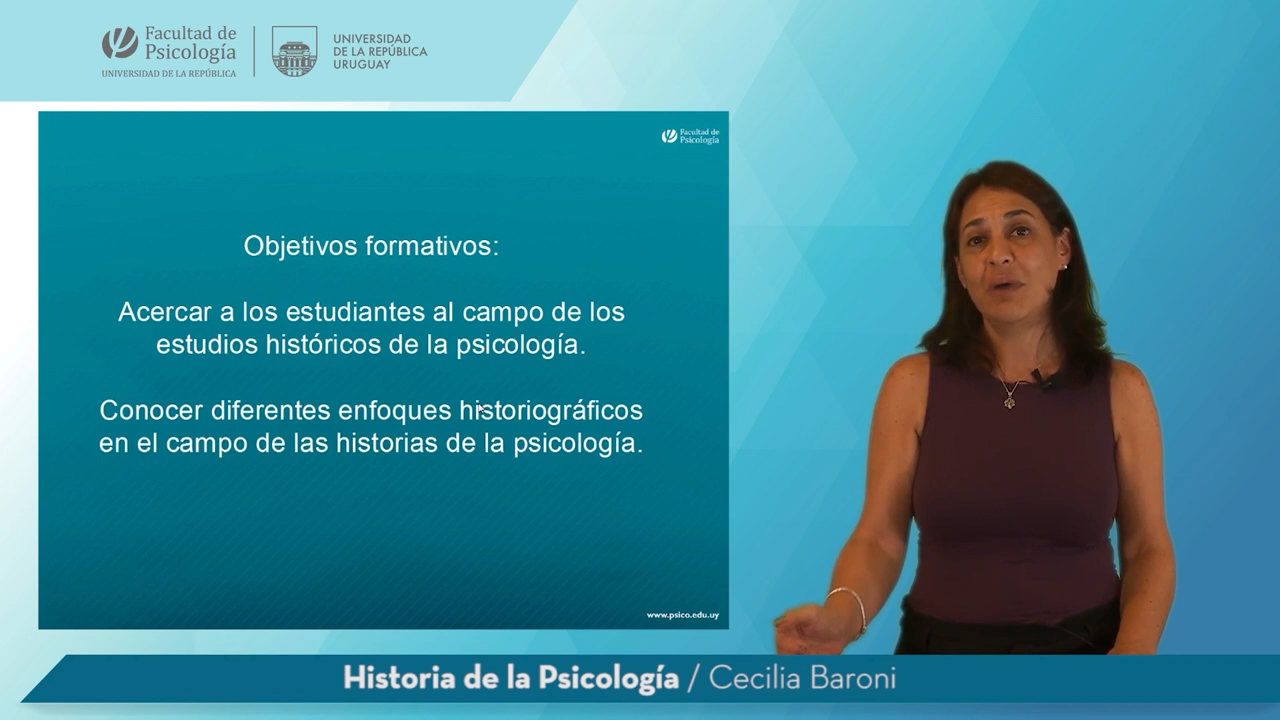 Facultad de
Psicología
UNIVERSIDAD DE LA REPÚBLICA
UNIVERSIDAD
DE LA REPÚBLICA
URUGUAY
Facultad de
Psicología
Objetivos formativos:
Acercar a los estudiantes al campo de los
estudios históricos de la psicología.
Conocer diferentes enfoques historiográficos
en el campo de las historias de la psicología.
www.psico.edu.uy
Historia de la Psicología / Cecilia Baroni